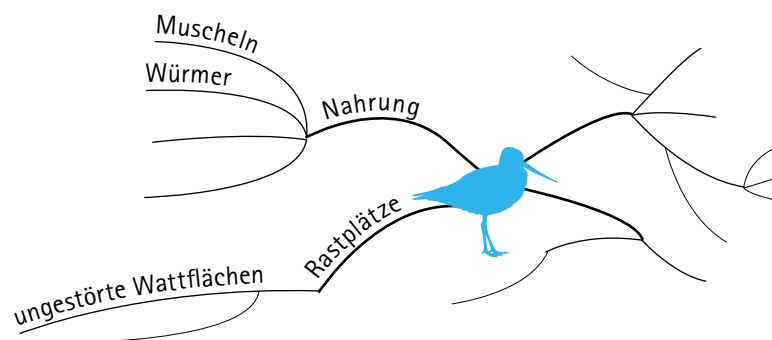 Muscheln
Würmer
Nahrung
Rastplätze
ungestörte Wattflächen